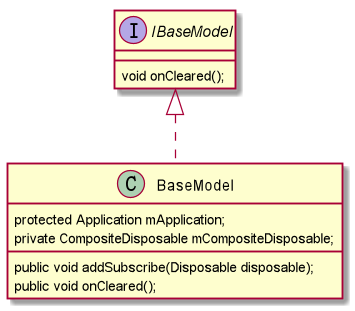 I IBaseModel
void onCleared();
C BaseModel
protected Application mApplication;
private CompositeDisposable mCompositeDisposable;
public void addSubscribe(Disposable disposable);
public void onCleared();